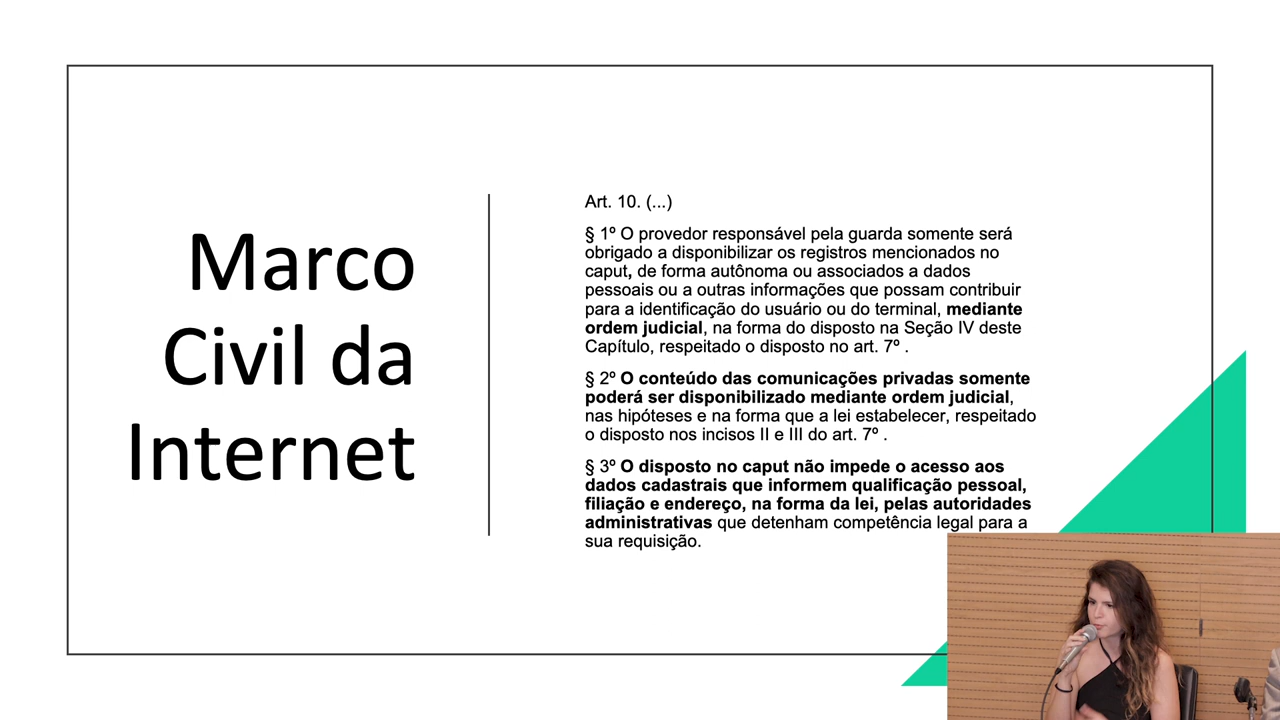 Marco
Civil da
Internet
Art. 10. (...)
§ 1º O provedor responsável pela guarda somente será
obrigado a disponibilizar os registros mencionados no
caput, de forma autônoma ou associados a dados
pessoais ou a outras informações que possam contribuir
para a identificação do usuário ou do terminal, mediante
ordem judicial, na forma do disposto na Seção IV deste
Capítulo, respeitado o disposto no art. 7º .
§ 2º O conteúdo das comunicações privadas somente
poderá ser disponibilizado mediante ordem judicial,
nas hipóteses e na forma que a lei estabelecer, respeitado
o disposto nos incisos II e III do art. 7º .
§ 3º O disposto no caput não impede o acesso aos
dados cadastrais que informem qualificação pessoal,
filiação e endereço, na forma da lei, pelas autoridades
administrativas que detenham competência legal para a
sua requisição.